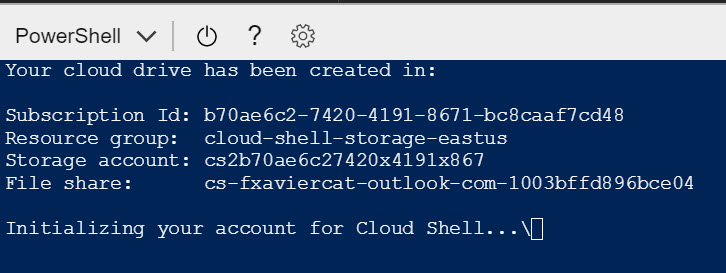 PowerShell ?
Your cloud drive has been created in:
Subscription Id: b70ae6c2-7420-4191-8671-bc8caaf7cd48
Resource group:  cloud-shell-storage-eastus
Storage account: cs2b70ae6c27420x4191x867
File share:      cs-fxaviercat-outlook-com-1003bffd896bce04
Initializing your account for Cloud Shell...\